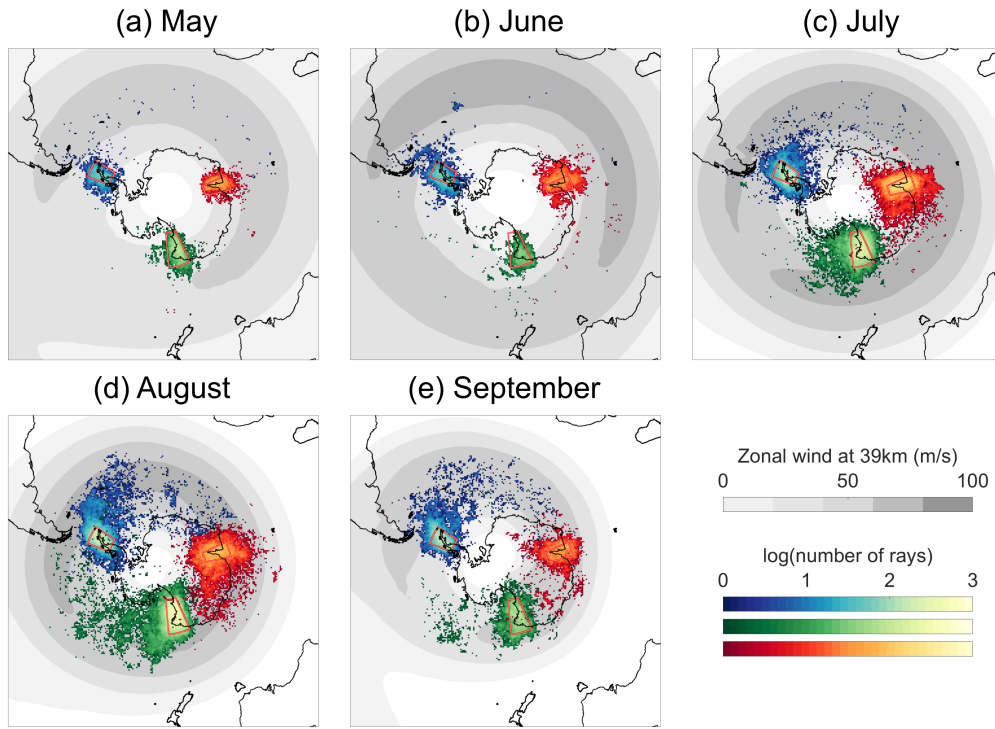 (a) May
(b) June
(c) July
(d) August
(e) September
Zonal wind at 39km (m/s)
0 50 100
log(number of rays)
0 1 2 3